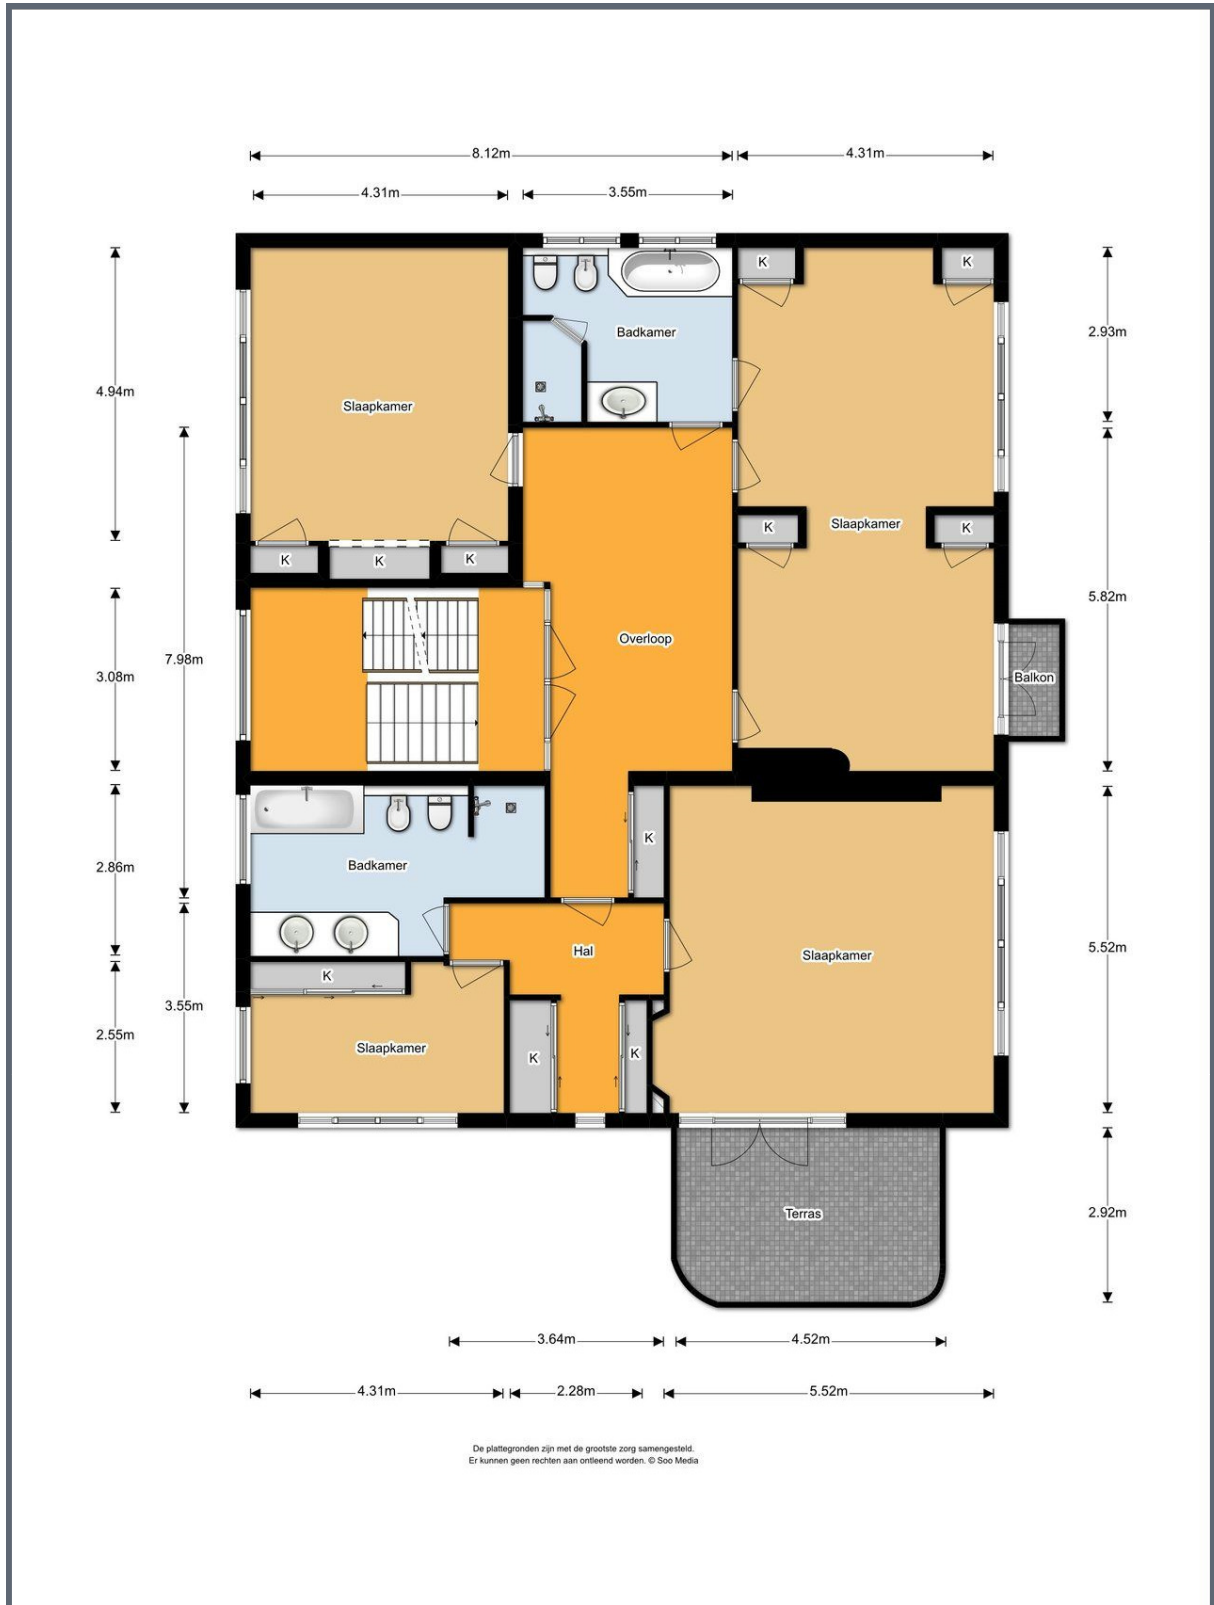 8.12m
4.31m
4.31m
3.55m
K
K
Badkamer
2.93m
4.94m
Slaapkamer
K
K
Slaapkamer
K
K
K
5.82m
Overloop
7.98m
3.08m
Balkon
K
Badkamer
2.86m
Hal
Slaapkamer
5.52m
K
3.55m
2.55m
Slaapkamer
K
K
Terras
2.92m
3.64m
4.52m
4.31m
2.28m
5.52m
De plattegronden zijn met de grootste zorg samengesteld.
Er kunnen geen rechten aan ontleend worden. © Soo Media